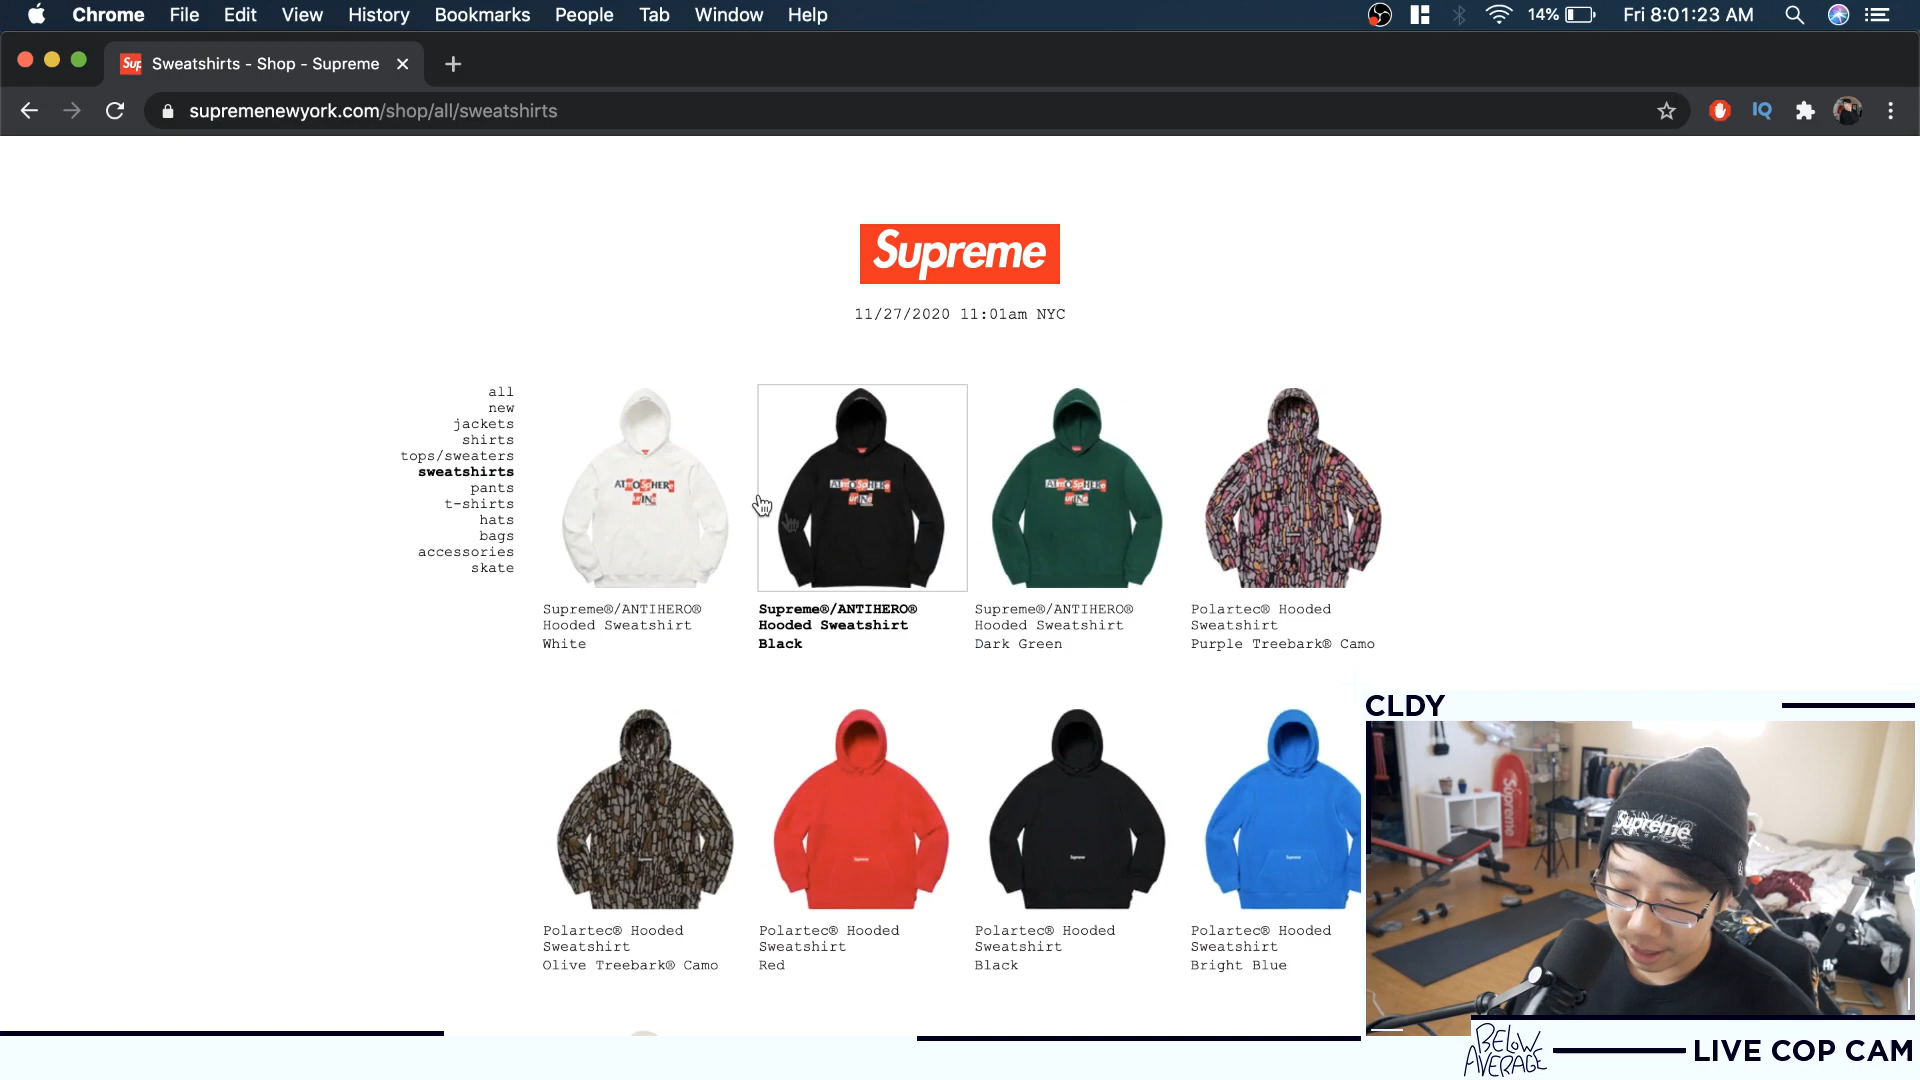 Chrome File Edit View History Bookmarks People Tab Window Help 14% Fri 8:01:23 AM
Sup Sweatshirts - Shop - Supreme
supremenewyork.com/shop/all/sweatshirts IQ
Supreme
11/27/2020 11:01am NYC
all
new
jackets
shirts
tops/sweaters
sweatshirts
pants
t-shirts
hats
bags
accessories
skate
Supreme®/ANTIHERO®
Hooded Sweatshirt
White
Supreme®/ANTIHERO®
Hooded Sweatshirt
Black
Supreme®/ANTIHERO®
Hooded Sweatshirt
Dark Green
Polartec® Hooded
Sweatshirt
Purple Treebark® Camo
Polartec® Hooded
Sweatshirt
Olive Treebark® Camo
Polartec® Hooded
Sweatshirt
Red
Polartec® Hooded
Sweatshirt
Black
Polartec® Hooded
Sweatshirt
Bright Blue
CLDY
Supreme
Supreme
BELOW
AVERAGE
LIVE COP CAM